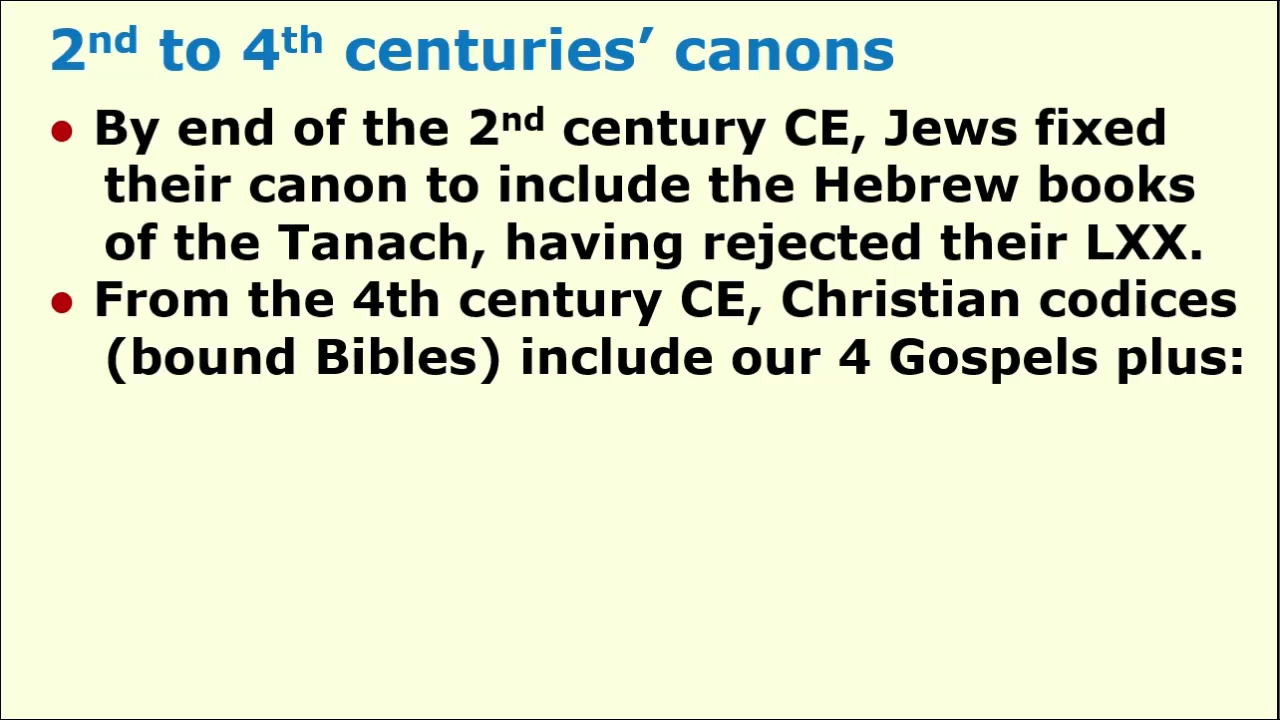 2nd to 4th centuries’ canons
● By end of the 2nd century CE, Jews fixed
their canon to include the Hebrew books
of the Tanach, having rejected their LXX.
● From the 4th century CE, Christian codices
(bound Bibles) include our 4 Gospels plus: